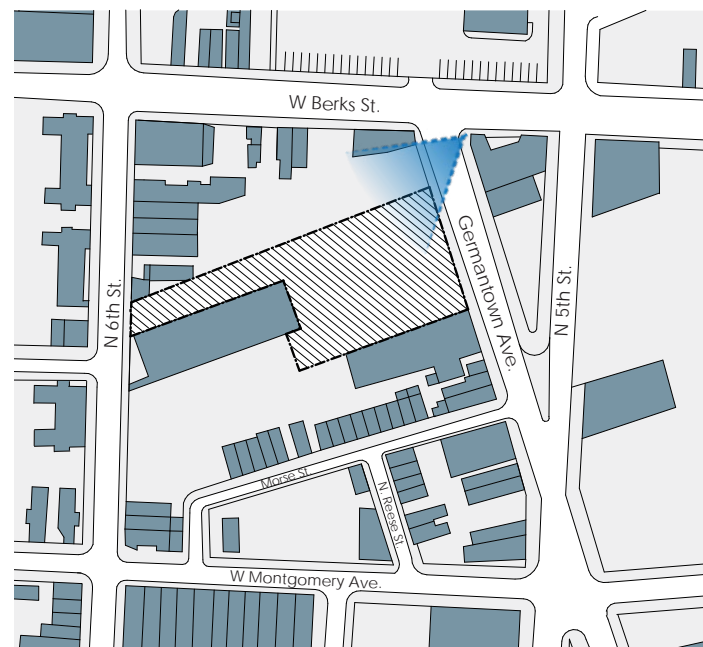 W Berks St.
Germantown Ave.
N 6th St.
N 5th St.
Morse St.
N. Reese St.
W Montgomery Ave.